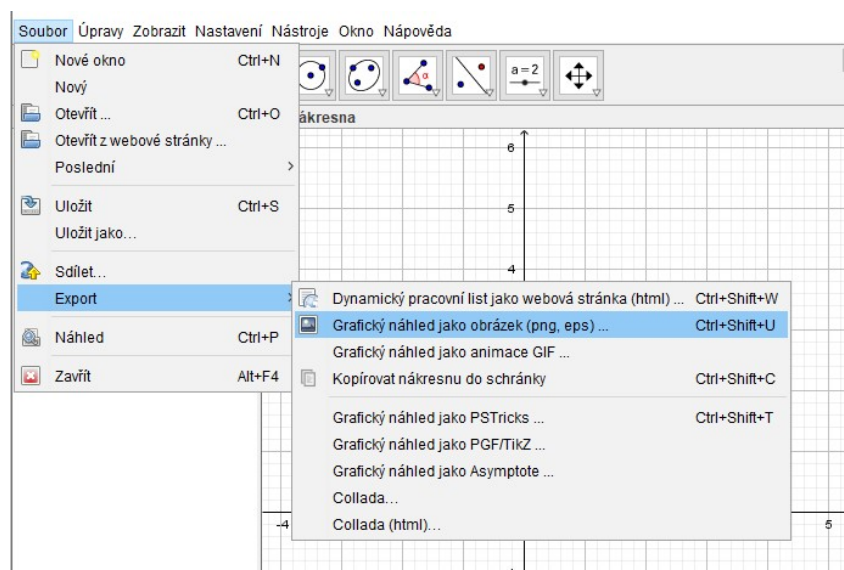 Soubor Úpravy Zobrazit Nastavení Nástroje Okno Nápověda
Nové okno Ctrl+N
Nový
Otevřít ... Ctrl+O
Otevřít z webové stránky ...
Poslední
Uložit Ctrl+S
Uložit jako...
Sdílet...
Export
Náhled Ctrl+P
Zavřít Alt+F4
α
a=2
ákresna
6
5
4
Dynamický pracovní list jako webová stránka (html) ... Ctrl+Shift+W
Grafický náhled jako obrázek (png, eps) ... Ctrl+Shift+U
Grafický náhled jako animace GIF ...
Kopírovat nákresnu do schránky Ctrl+Shift+C
Grafický náhled jako PSTricks ... Ctrl+Shift+T
Grafický náhled jako PGF/TikZ ...
Grafický náhled jako Asymptote ...
Collada...
Collada (html)...
-4 5